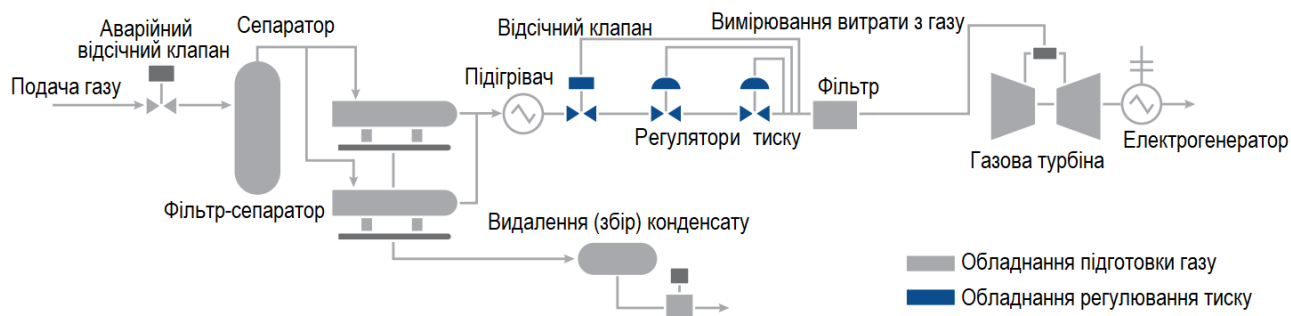 Аварійний
відсічний клапан
Сепаратор
Відсічний клапан
Вимірювання витрати з газу
Подача газу
Підігрівач
Фільтр
Регулятори тиску
Газова турбіна
Електрогенератор
Фільтр-сепаратор
Видалення (збір) конденсату
Обладнання підготовки газу
Обладнання регулювання тиску